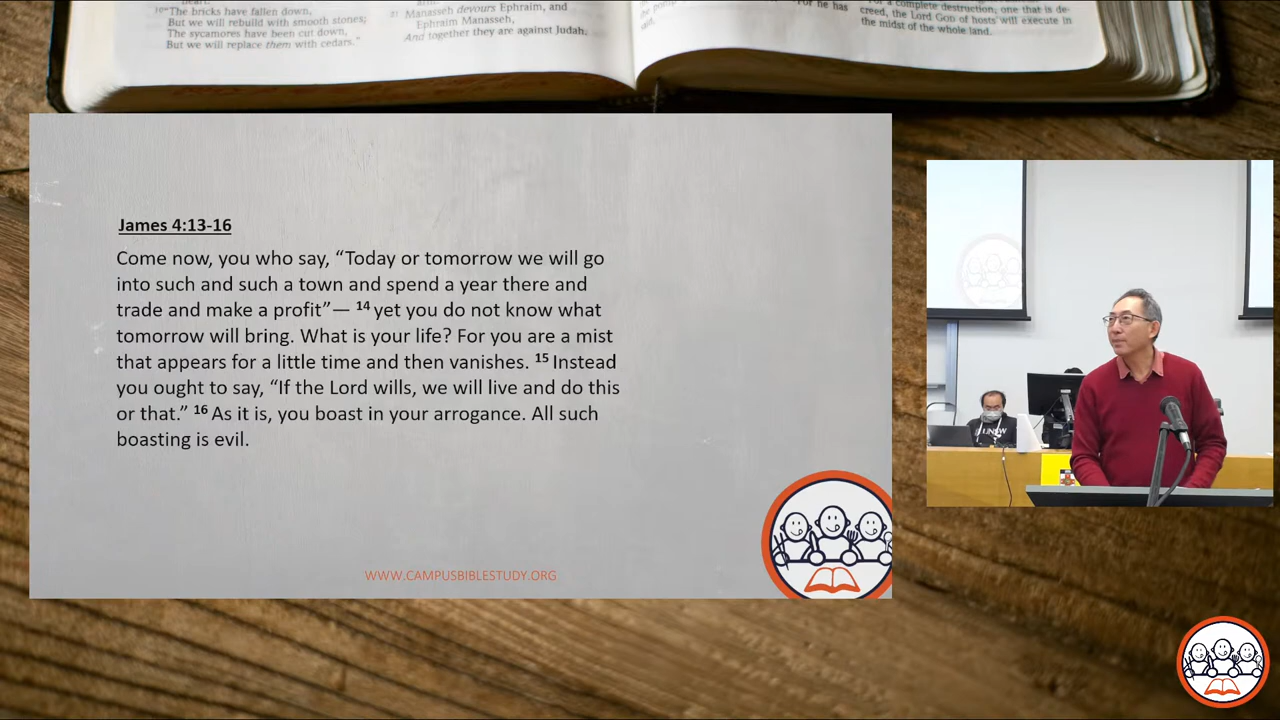 10"The bricks have fallen down,
But we will rebuild with smooth stones;
The sycamores have been cut down,
But we will replace them with cedars."
21 Manasseh devours Ephraim, and
Ephraim Manasseh,
And together they are against Judah.
For he has
a complete destruction, one that is de-
creed, the Lord GOD of hosts will execute in
the midst of the whole land.
James 4:13-16
Come now, you who say, “Today or tomorrow we will go
into such and such a town and spend a year there and
trade and make a profit”— 14 yet you do not know what
tomorrow will bring. What is your life? For you are a mist
that appears for a little time and then vanishes. 15 Instead
you ought to say, “If the Lord wills, we will live and do this
or that.” 16 As it is, you boast in your arrogance. All such
boasting is evil.
WWW.CAMPUSBIBLESTUDY.ORG
UNSW